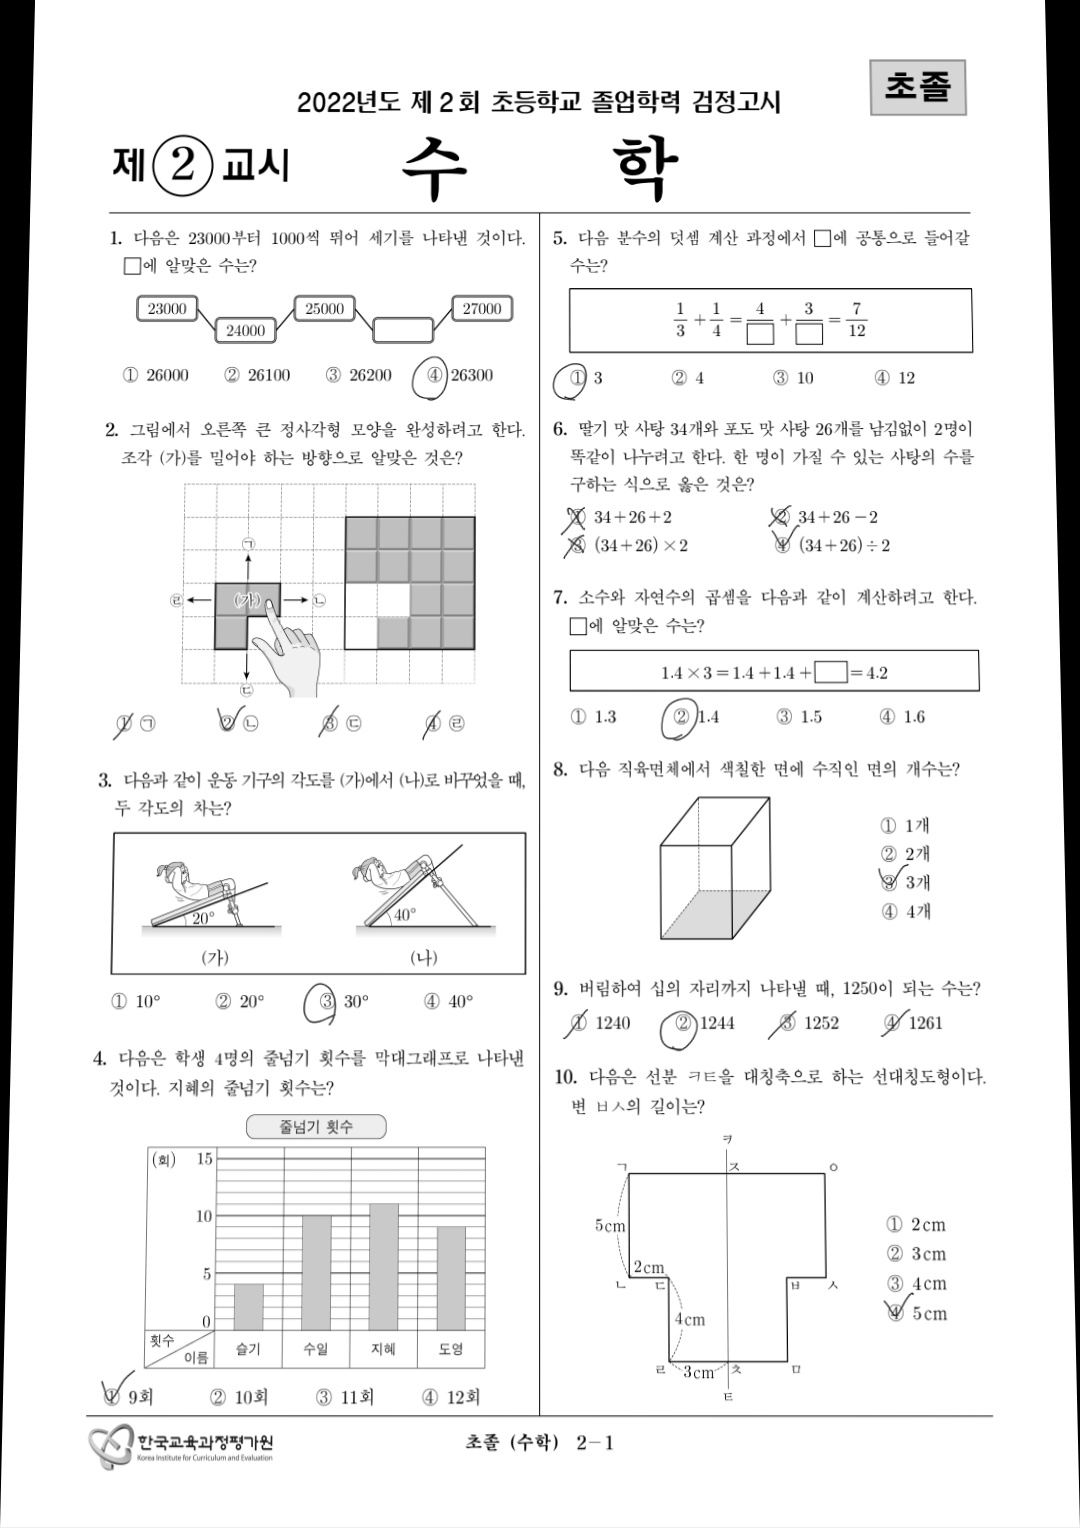 초졸
2022년도 제 2 회 초등학교 졸업학력 검정고시
제 ② 교시 수 학
1. 다음은 23000부터 1000씩 뛰어 세기를 나타낸 것이다.
□에 알맞은 수는?
23000 25000 27000
24000
① 26000 ② 26100 ③ 26200 ④ 26300
2. 그림에서 오른쪽 큰 정사각형 모양을 완성하려고 한다.
조각 (가)를 밀어야 하는 방향으로 알맞은 것은?
ㄱ
ㄹ (가) ㄴ
ㄷ
① ㉠ ② ㉡ ③ ㉢ ④ ㉣
3. 다음과 같이 운동 기구의 각도를 (가)에서 (나)로 바꾸었을 때,
두 각도의 차는?
20° 40°
(가) (나)
① 10° ② 20° ③ 30° ④ 40°
4. 다음은 학생 4명의 줄넘기 횟수를 막대그래프로 나타낸
것이다. 지혜의 줄넘기 횟수는?
줄넘기 횟수
(회) 15
10
5
0
횟수
이름 슬기 수일 지혜 도영
① 9회 ② 10회 ③ 11회 ④ 12회
5. 다음 분수의 덧셈 계산 과정에서 □에 공통으로 들어갈
수는?
1/3 + 1/4 = 4/□ + 3/□ = 7/12
① 3 ② 4 ③ 10 ④ 12
6. 딸기 맛 사탕 34개와 포도 맛 사탕 26개를 남김없이 2명이
똑같이 나누려고 한다. 한 명이 가질 수 있는 사탕의 수를
구하는 식으로 옳은 것은?
① 34+26+2 ② 34+26−2
③ (34+26)×2 ④ (34+26)÷2
7. 소수와 자연수의 곱셈을 다음과 같이 계산하려고 한다.
□에 알맞은 수는?
1.4×3=1.4+1.4+□=4.2
① 1.3 ② 1.4 ③ 1.5 ④ 1.6
8. 다음 직육면체에서 색칠한 면에 수직인 면의 개수는?
① 1개
② 2개
③ 3개
④ 4개
9. 버림하여 십의 자리까지 나타낼 때, 1250이 되는 수는?
① 1240 ② 1244 ③ 1252 ④ 1261
10. 다음은 선분 ㅋㅌ을 대칭축으로 하는 선대칭도형이다.
변 ㅂㅅ의 길이는?
ㅋ
ㄱ ㅈ ㅇ
5cm
2cm
ㄴ ㄷ ㅂ ㅅ
4cm
ㄹ 3cm ㅊ ㅁ
ㅌ
① 2cm
② 3cm
③ 4cm
④ 5cm
한국교육과정평가원
Korea Institute for Curriculum and Evaluation
초졸 (수학) 2−1